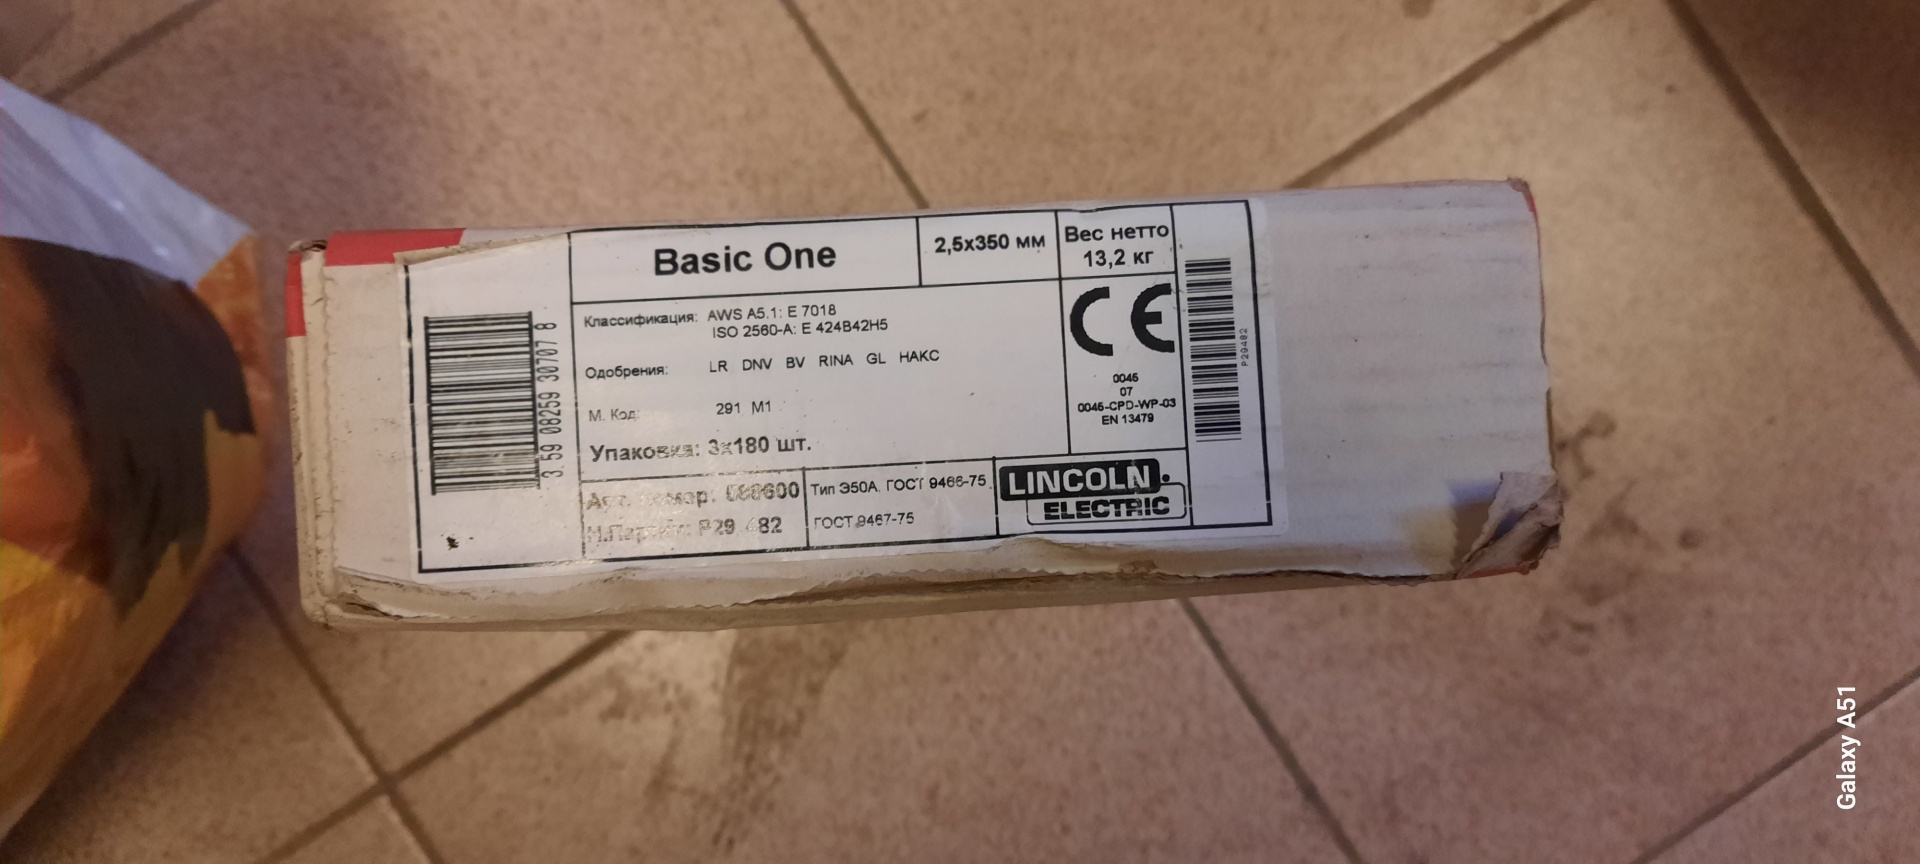 Basic One
2,5x350 мм
Вес нетто
13,2 кг
Классификация: AWS A5.1: E 7018
ISO 2560-A: E 424B42H5
Одобрения: LR DNV BV RINA GL НАКС
М. Код: 291 M1
Упаковка: 3x180 шт.
Тип Э50А, ГОСТ 9466-75
ГОСТ 9467-75
0045
07
0045-CPD-WP-03
EN 13479
LINCOLN
ELECTRIC
3 59 08259 30707 8
P29482
Galaxy A51